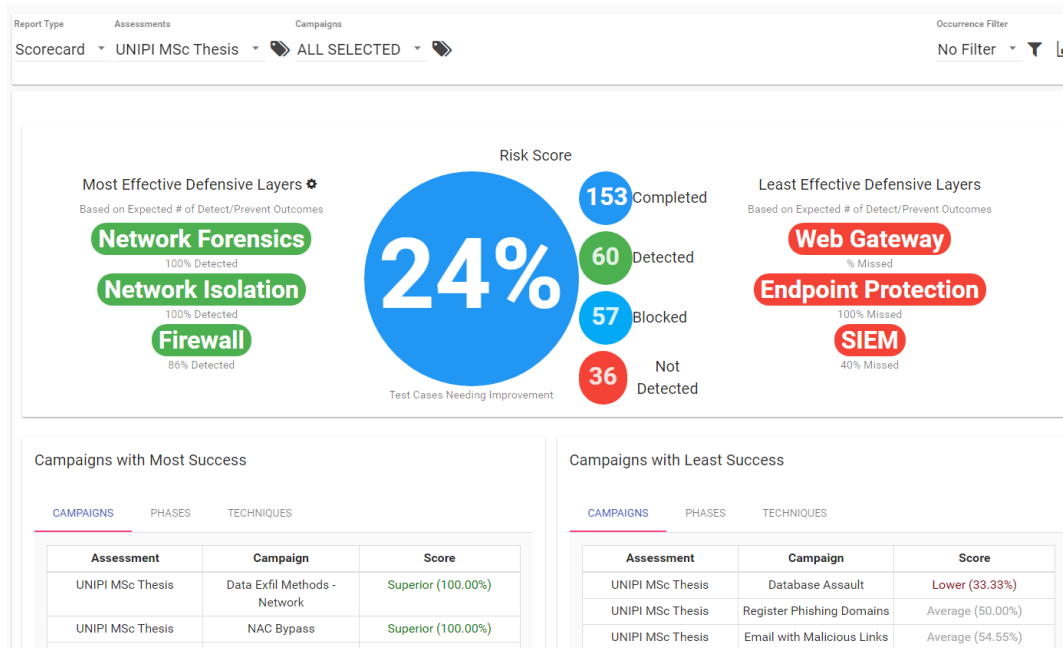 Report Type Assessments Campaigns Occurrence Filter
Scorecard UNIPI MSc Thesis ALL SELECTED No Filter
Risk Score
Most Effective Defensive Layers
Based on Expected # of Detect/Prevent Outcomes
Network Forensics
100% Detected
Network Isolation
100% Detected
Firewall
86% Detected
24%
Test Cases Needing Improvement
153 Completed
60 Detected
57 Blocked
36 Not
Detected
Least Effective Defensive Layers
Based on Expected # of Detect/Prevent Outcomes
Web Gateway
% Missed
Endpoint Protection
100% Missed
SIEM
40% Missed
Campaigns with Most Success
CAMPAIGNS PHASES TECHNIQUES
Assessment Campaign Score
UNIPI MSc Thesis Data Exfil Methods - Superior (100.00%)
Network
UNIPI MSc Thesis NAC Bypass Superior (100.00%)
Campaigns with Least Success
CAMPAIGNS PHASES TECHNIQUES
Assessment Campaign Score
UNIPI MSc Thesis Database Assault Lower (33.33%)
UNIPI MSc Thesis Register Phishing Domains Average (50.00%)
UNIPI MSc Thesis Email with Malicious Links Average (54.55%)